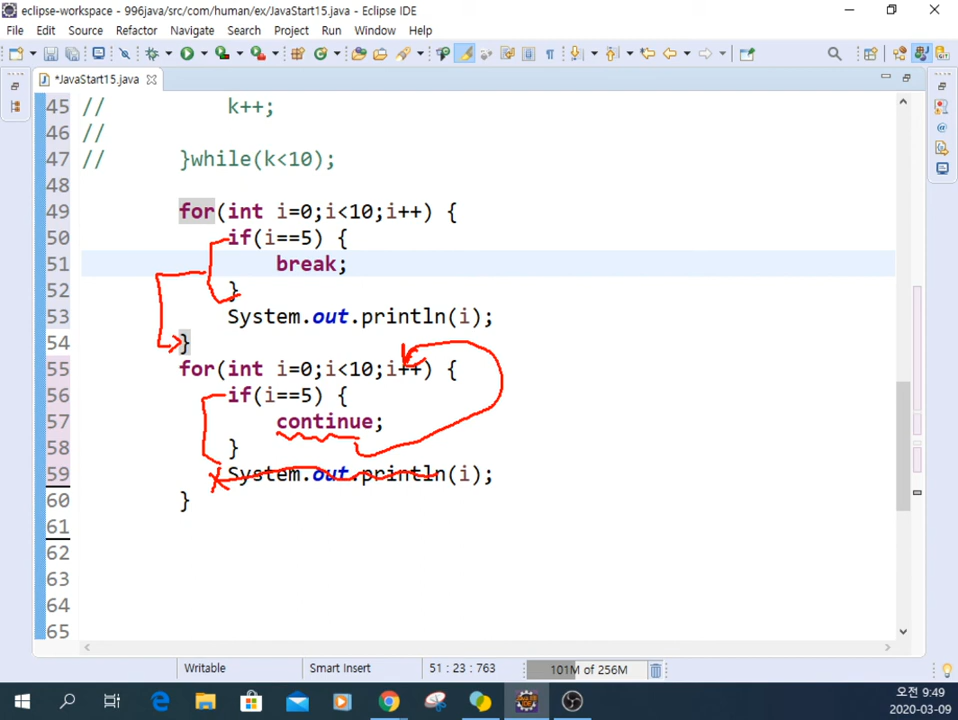 eclipse-workspace - 996java/src/com/human/ex/JavaStart15.java - Eclipse IDE
File Edit Source Refactor Navigate Search Project Run Window Help
*JavaStart15.java
45 // k++;
46 //
47 // }while(k<10);
48
49 for(int i=0;i<10;i++) {
50 if(i==5) {
51 break;
52 }
53 System.out.println(i);
54 }
55 for(int i=0;i<10;i++) {
56 if(i==5) {
57 continue;
58 }
59 System.out.println(i);
60 }
61
62
63
64
65
Writable Smart Insert 51 : 23 : 763 101M of 256M
오전 9:49
2020-03-09